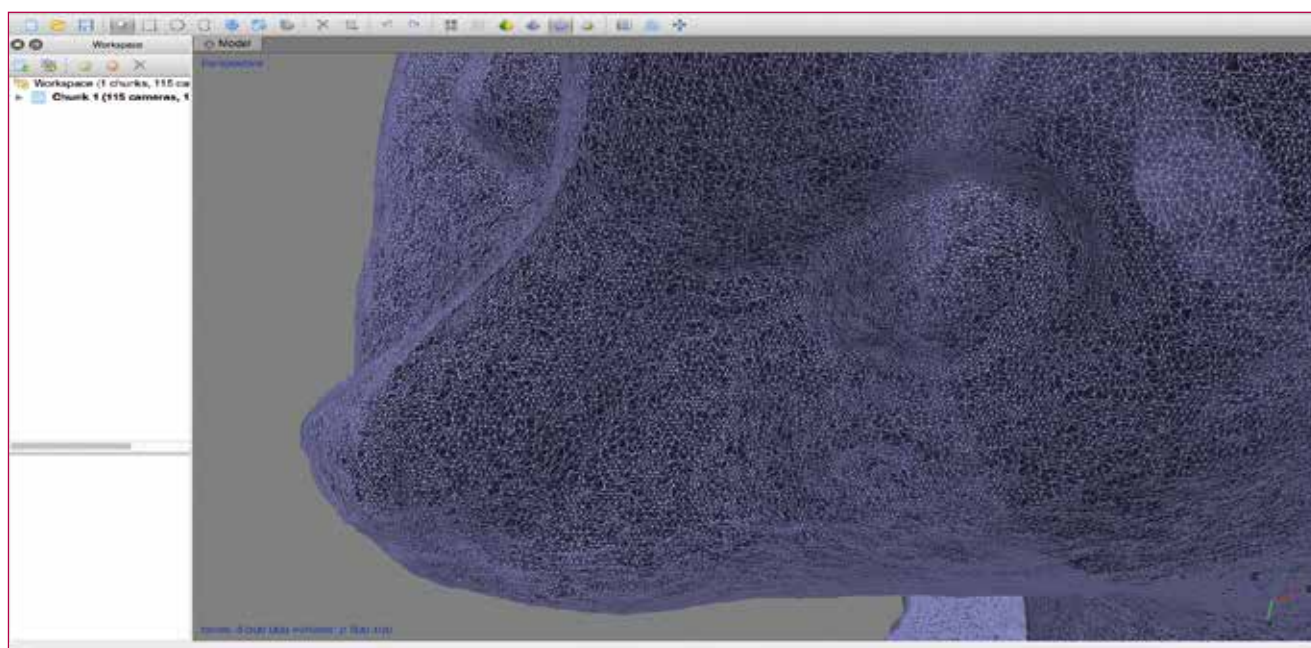 Workspace
Model
Perspective
Workspace (1 chunks, 115 ca
Chunk 1 (115 cameras, 1